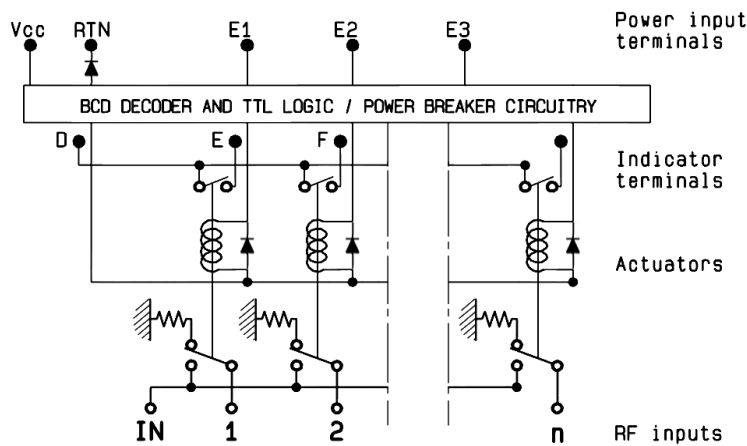 Vcc RTN E1 E2 E3 Power input
terminals
BCD DECODER AND TTL LOGIC / POWER BREAKER CIRCUITRY
D E F
Indicator
terminals
Actuators
IN 1 2 n RF inputs